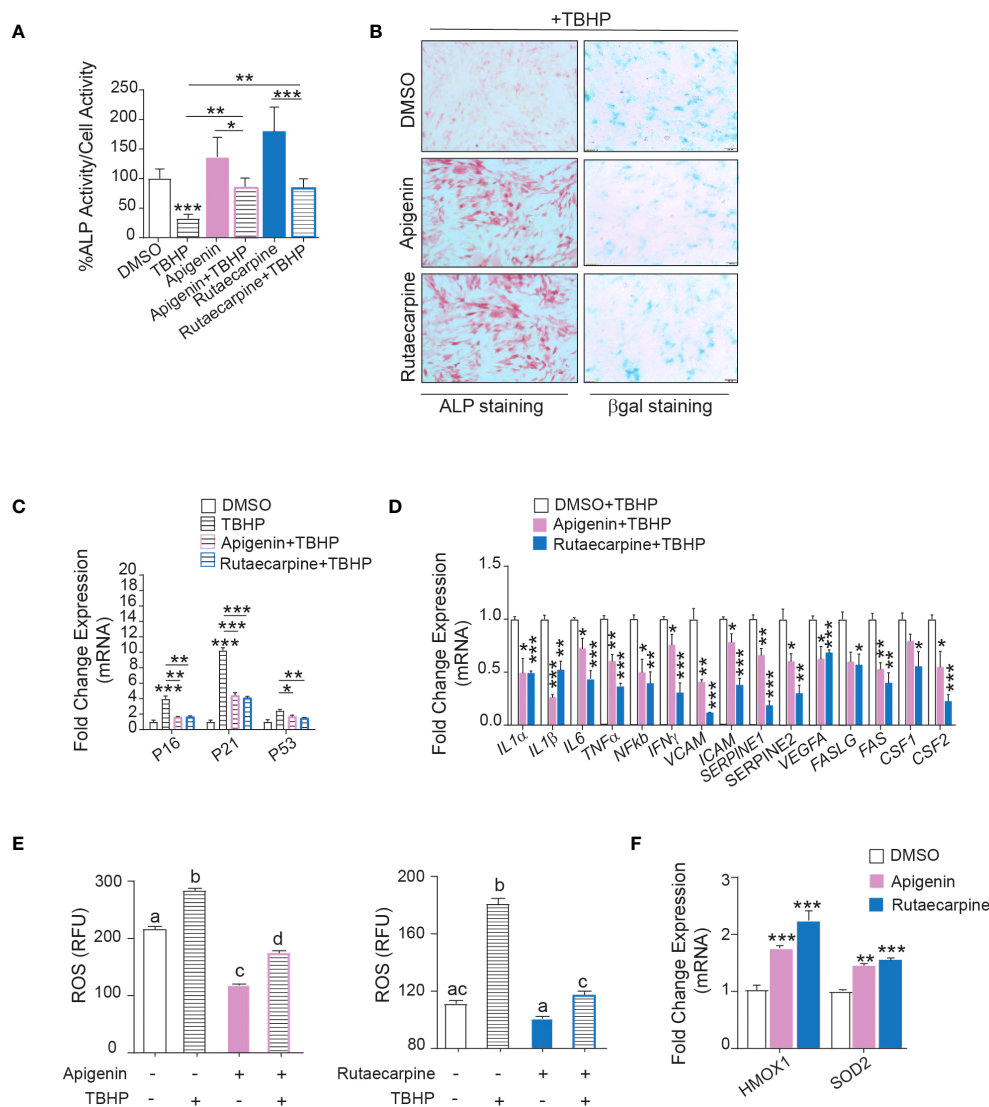 A
%ALP Activity/Cell Activity
250
200
150
100
50
0
**
***
**
*
***
DMSO
TBHP
Apigenin
Apigenin+TBHP
Rutaecarpine
Rutaecarpine+TBHP
B
+TBHP
DMSO
Apigenin
Rutaecarpine
ALP staining
βgal staining
C
DMSO
TBHP
Apigenin+TBHP
Rutaecarpine+TBHP
Fold Change Expression
(mRNA)
20
18
16
14
12
10
8
6
4
2
0
**
**
***
***
***
***
**
*
P16
P21
P53
D
DMSO+TBHP
Apigenin+TBHP
Rutaecarpine+TBHP
Fold Change Expression
(mRNA)
1.5
1.0
0.5
0.0
* *** *** ** * *** ** *** * ** * *** ** *** * *** ** *** * ** * *** * ** ** * * ***
IL1α
IL1β
IL6
TNFα
NFkb
IFNγ
VCAM
ICAM
SERPINE1
SERPINE2
VEGFA
FASLG
FAS
CSF1
CSF2
E
ROS (RFU)
300
200
100
0
a
b
c
d
Apigenin - - + +
TBHP - + - +
ROS (RFU)
200
160
120
80
ac
b
a
c
Rutaecarpine - - + +
TBHP - + - +
F
DMSO
Apigenin
Rutaecarpine
Fold Change Expression
(mRNA)
3
2
1
0
***
***
**
***
HMOX1
SOD2